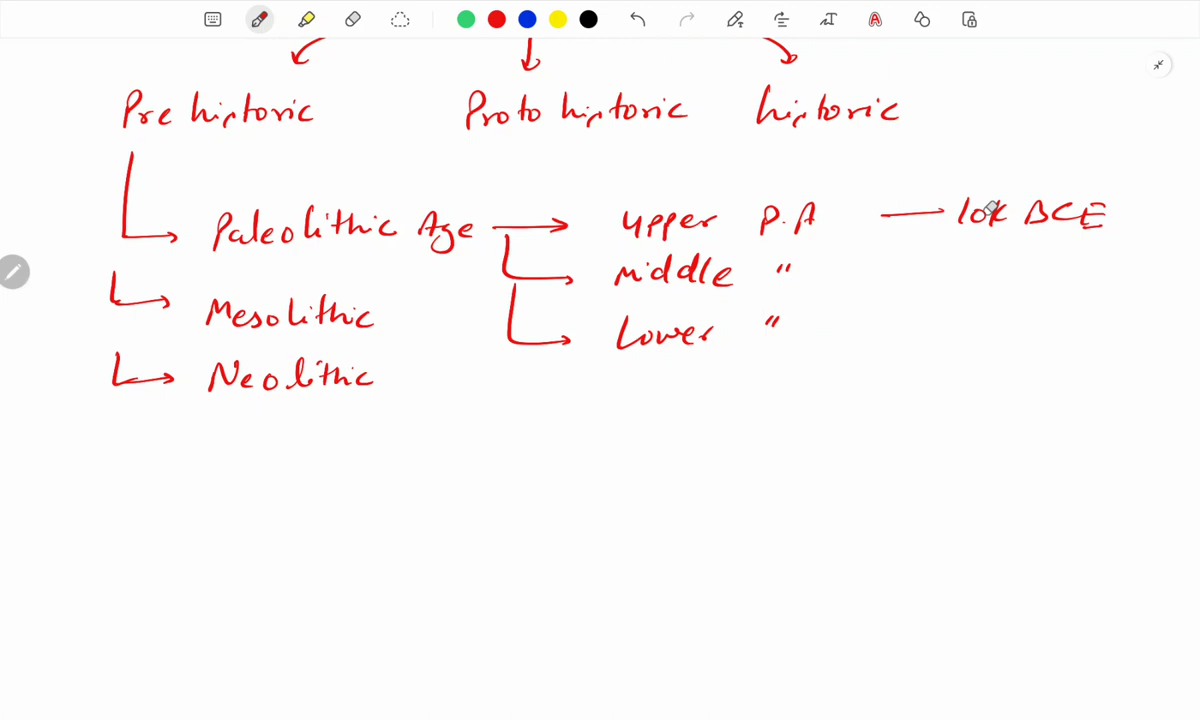 Pre historic Proto historic historic
Paleolithic Age → upper P.A — 10k BCE
Middle "
Mesolithic
Lower "
Neolithic